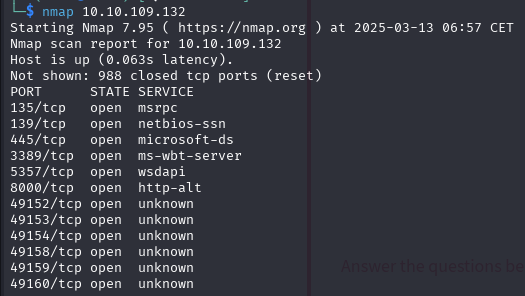 └─$ nmap 10.10.109.132
Starting Nmap 7.95 ( https://nmap.org ) at 2025-03-13 06:57 CET
Nmap scan report for 10.10.109.132
Host is up (0.063s latency).
Not shown: 988 closed tcp ports (reset)
PORT      STATE SERVICE
135/tcp   open  msrpc
139/tcp   open  netbios-ssn
445/tcp   open  microsoft-ds
3389/tcp  open  ms-wbt-server
5357/tcp  open  wsdapi
8000/tcp  open  http-alt
49152/tcp open  unknown
49153/tcp open  unknown
49154/tcp open  unknown
49158/tcp open  unknown
49159/tcp open  unknown
49160/tcp open  unknown
Answer the questions be